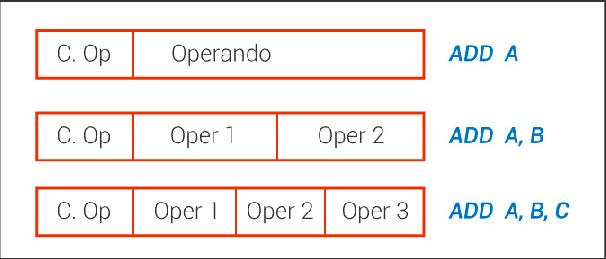 C. Op Operando ADD A
C. Op Oper 1 Oper 2 ADD A, B
C. Op Oper 1 Oper 2 Oper 3 ADD A, B, C